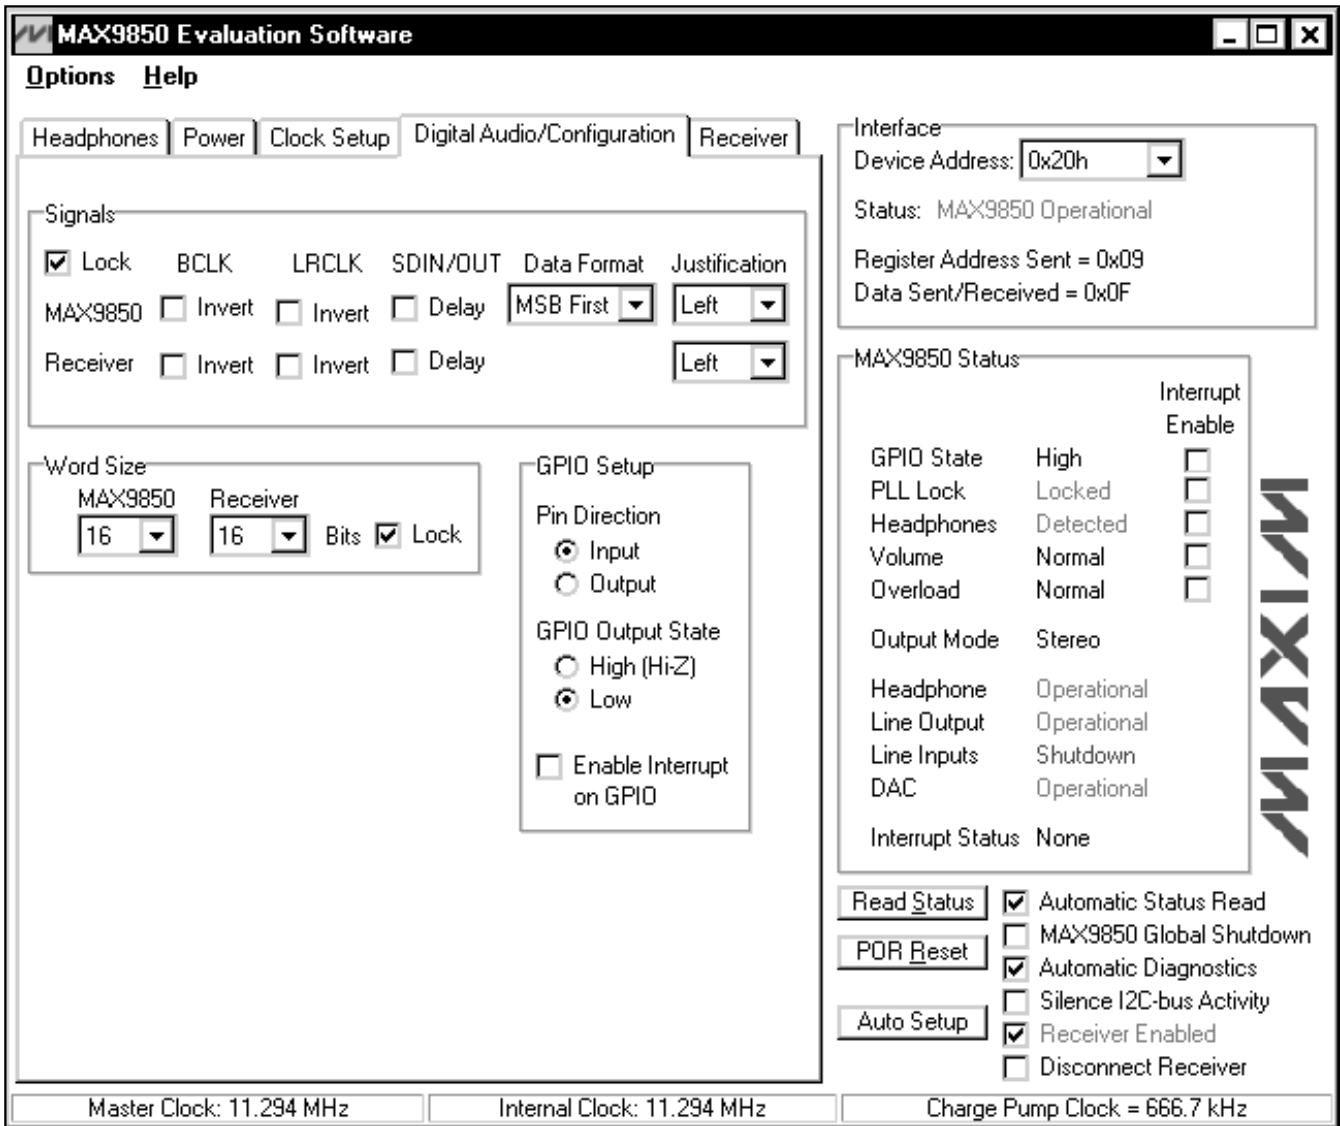 MAX9850 Evaluation Software
Options Help
Headphones Power Clock Setup Digital Audio/Configuration Receiver
Signals
Lock BCLK LRCLK SDIN/OUT Data Format Justification
MAX9850 Invert Invert Delay MSB First Left
Receiver Invert Invert Delay Left
Word Size
MAX9850 Receiver
16 16 Bits Lock
GPIO Setup
Pin Direction
Input
Output
GPIO Output State
High (Hi-Z)
Low
Enable Interrupt
on GPIO
Interface
Device Address: 0x20h
Status: MAX9850 Operational
Register Address Sent = 0x09
Data Sent/Received = 0x0F
MAX9850 Status
Interrupt
Enable
GPIO State High
PLL Lock Locked
Headphones Detected
Volume Normal
Overload Normal
Output Mode Stereo
Headphone Operational
Line Output Operational
Line Inputs Shutdown
DAC Operational
Interrupt Status None
MAXIM
Read Status Automatic Status Read
MAX9850 Global Shutdown
POR Reset
Automatic Diagnostics
Silence I2C-bus Activity
Auto Setup
Receiver Enabled
Disconnect Receiver
Master Clock: 11.294 MHz Internal Clock: 11.294 MHz Charge Pump Clock = 666.7 kHz